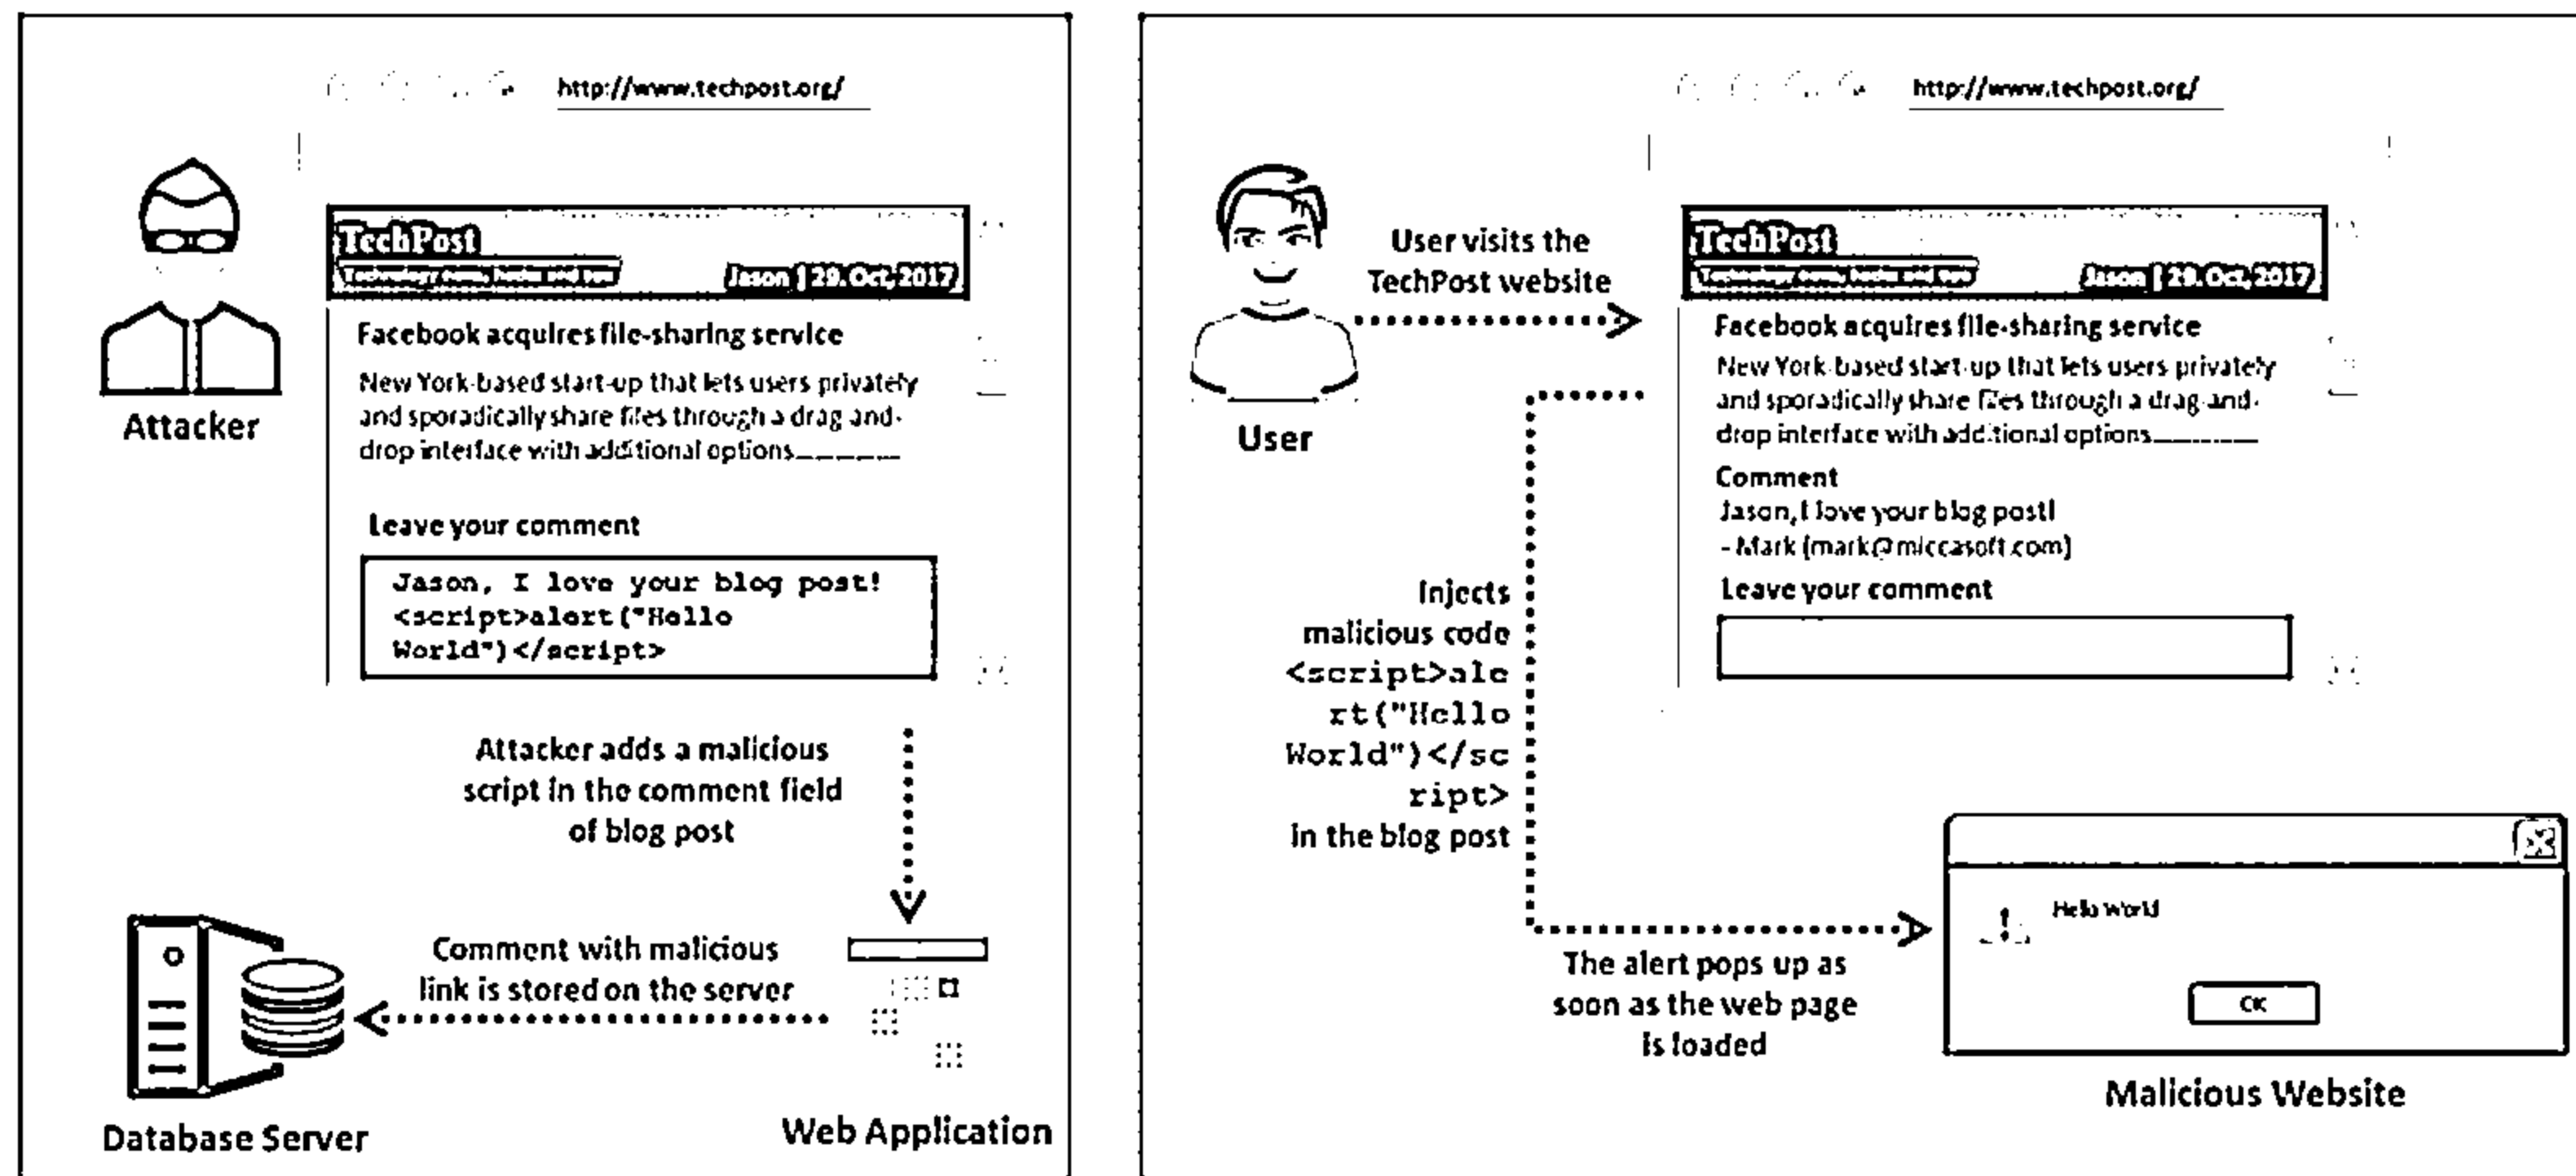 http://www.techpost.org/
TechPost
Jason | 29.Oct,2017
Facebook acquires file-sharing service
New York-based start-up that lets users privately
and sporadically share files through a drag-and-
drop interface with additional options
Leave your comment
Jason, I love your blog post!
<script>alert("Hello
World")</script>
Attacker
Attacker adds a malicious
script in the comment field
of blog post
Comment with malicious
link is stored on the server
Database Server
Web Application
http://www.techpost.org/
User visits the
TechPost website
User
TechPost
Jason | 29.Oct,2017
Facebook acquires file-sharing service
New York-based start-up that lets users privately
and sporadically share files through a drag-and-
drop interface with additional options
Comment
Jason, I love your blog post!
- Mark (mark@miccasoft.com)
Leave your comment
Injects
malicious code
<script>ale
rt("Hello
World")</sc
ript>
in the blog post
The alert pops up as
soon as the web page
is loaded
Hello World
OK
Malicious Website